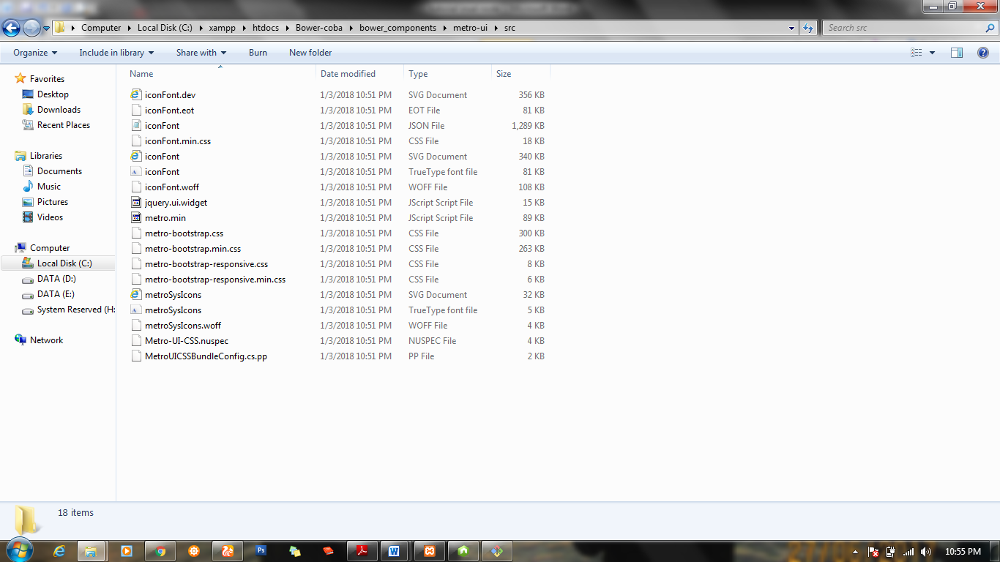 Computer Local Disk (C:) xampp htdocs Bower-coba bower_components metro-ui src Search src
Organize Include in library Share with Burn New folder
Name Date modified Type Size
Favorites
Desktop
Downloads
Recent Places
Libraries
Documents
Music
Pictures
Videos
Computer
Local Disk (C:)
DATA (D:)
DATA (E:)
System Reserved (H:
Network
iconFont.dev 1/3/2018 10:51 PM SVG Document 356 KB
iconFont.eot 1/3/2018 10:51 PM EOT File 81 KB
iconFont 1/3/2018 10:51 PM JSON File 1,289 KB
iconFont.min.css 1/3/2018 10:51 PM CSS File 18 KB
iconFont 1/3/2018 10:51 PM SVG Document 340 KB
iconFont 1/3/2018 10:51 PM TrueType font file 81 KB
iconFont.woff 1/3/2018 10:51 PM WOFF File 108 KB
jquery.ui.widget 1/3/2018 10:51 PM JScript Script File 15 KB
metro.min 1/3/2018 10:51 PM JScript Script File 89 KB
metro-bootstrap.css 1/3/2018 10:51 PM CSS File 300 KB
metro-bootstrap.min.css 1/3/2018 10:51 PM CSS File 263 KB
metro-bootstrap-responsive.css 1/3/2018 10:51 PM CSS File 8 KB
metro-bootstrap-responsive.min.css 1/3/2018 10:51 PM CSS File 6 KB
metroSysIcons 1/3/2018 10:51 PM SVG Document 32 KB
metroSysIcons 1/3/2018 10:51 PM TrueType font file 5 KB
metroSysIcons.woff 1/3/2018 10:51 PM WOFF File 4 KB
Metro-UI-CSS.nuspec 1/3/2018 10:51 PM NUSPEC File 4 KB
MetroUICSSBundleConfig.cs.pp 1/3/2018 10:51 PM PP File 2 KB
18 items
Ps W 10:55 PM